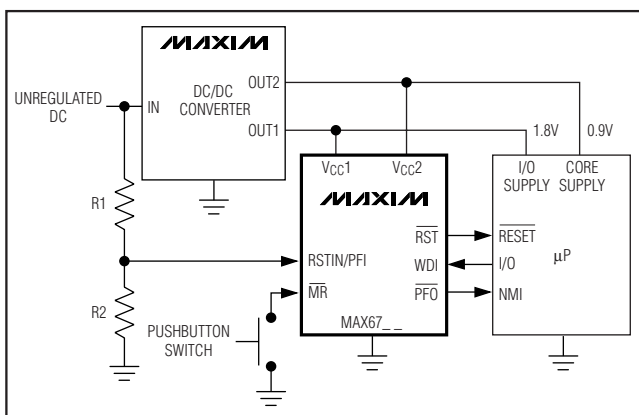 MAXIM
DC/DC
CONVERTER
UNREGULATED
DC
IN
OUT2
OUT1
1.8V
0.9V
VCC1
VCC2
I/O
SUPPLY
CORE
SUPPLY
R1
MAXIM
RST
RESET
µP
RSTIN/PFI
WDI
I/O
MR
PFO
NMI
R2
PUSHBUTTON
SWITCH
MAX67_ _